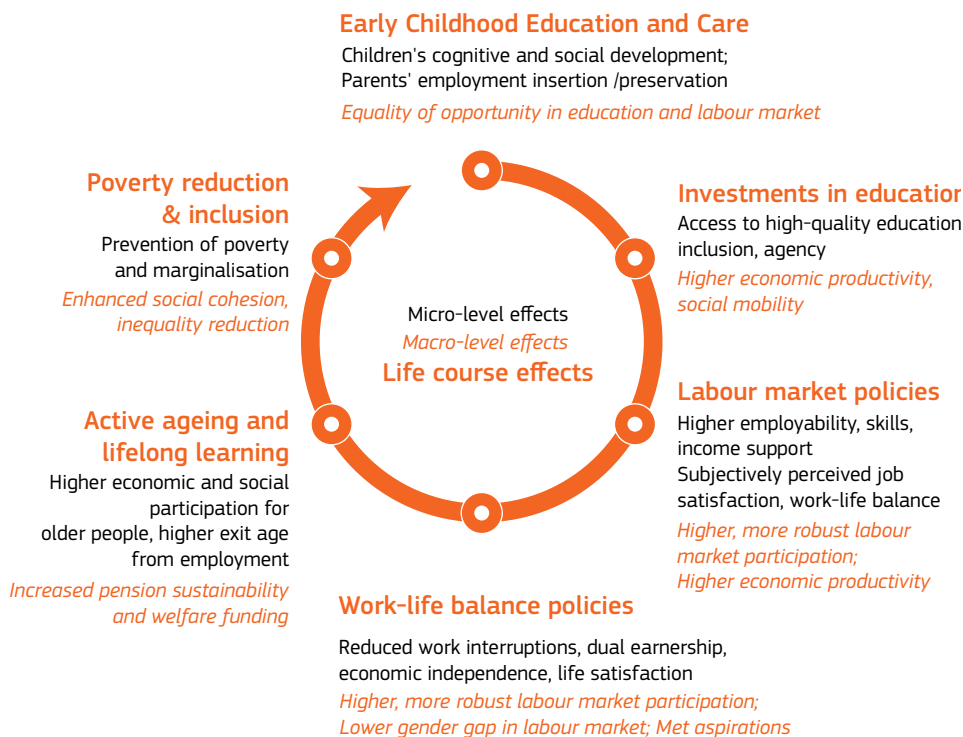 Early Childhood Education and Care
Children's cognitive and social development;
Parents' employment insertion /preservation
Equality of opportunity in education and labour market
Investments in education
Access to high-quality education
inclusion, agency
Higher economic productivity,
social mobility
Labour market policies
Higher employability, skills,
income support
Subjectively perceived job
satisfaction, work-life balance
Higher, more robust labour
market participation;
Higher economic productivity
Work-life balance policies
Reduced work interruptions, dual earnership,
economic independence, life satisfaction
Higher, more robust labour market participation;
Lower gender gap in labour market; Met aspirations
Active ageing and
lifelong learning
Higher economic and social
participation for
older people, higher exit age
from employment
Increased pension sustainability
and welfare funding
Poverty reduction
& inclusion
Prevention of poverty
and marginalisation
Enhanced social cohesion,
inequality reduction
Micro-level effects
Macro-level effects
Life course effects